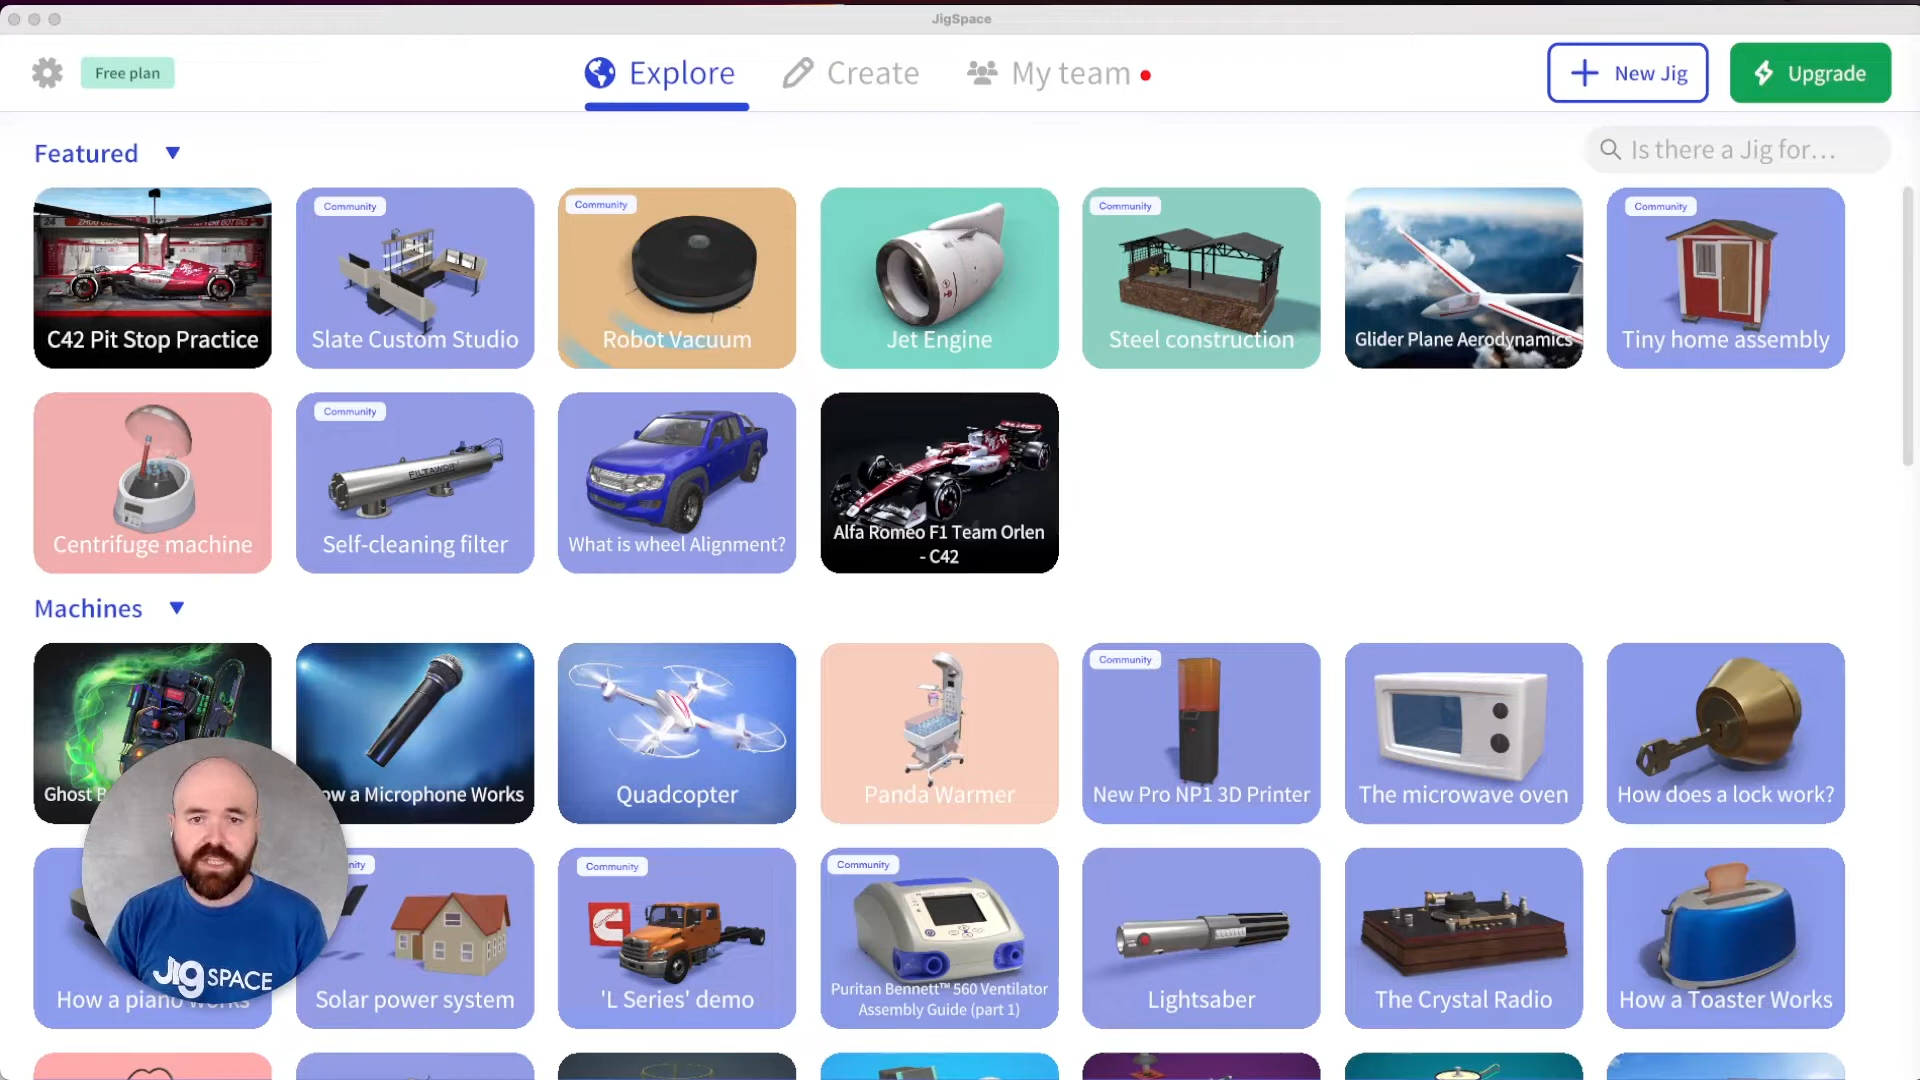 JigSpace
Free plan
Explore
Create
My team
New Jig
Upgrade
Featured
Is there a Jig for...
C42 Pit Stop Practice
Community
Slate Custom Studio
Community
Robot Vacuum
Jet Engine
Community
Steel construction
Glider Plane Aerodynamics
Community
Tiny home assembly
Centrifuge machine
Community
Self-cleaning filter
What is wheel Alignment?
Alfa Romeo F1 Team Orlen
- C42
Machines
Ghost
ow a Microphone Works
Quadcopter
Panda Warmer
Community
New Pro NP1 3D Printer
The microwave oven
How does a lock work?
How a piano works
nity
Solar power system
Community
'L Series' demo
Community
Puritan Bennett™ 560 Ventilator
Assembly Guide (part 1)
Lightsaber
The Crystal Radio
How a Toaster Works
Jig SPACE